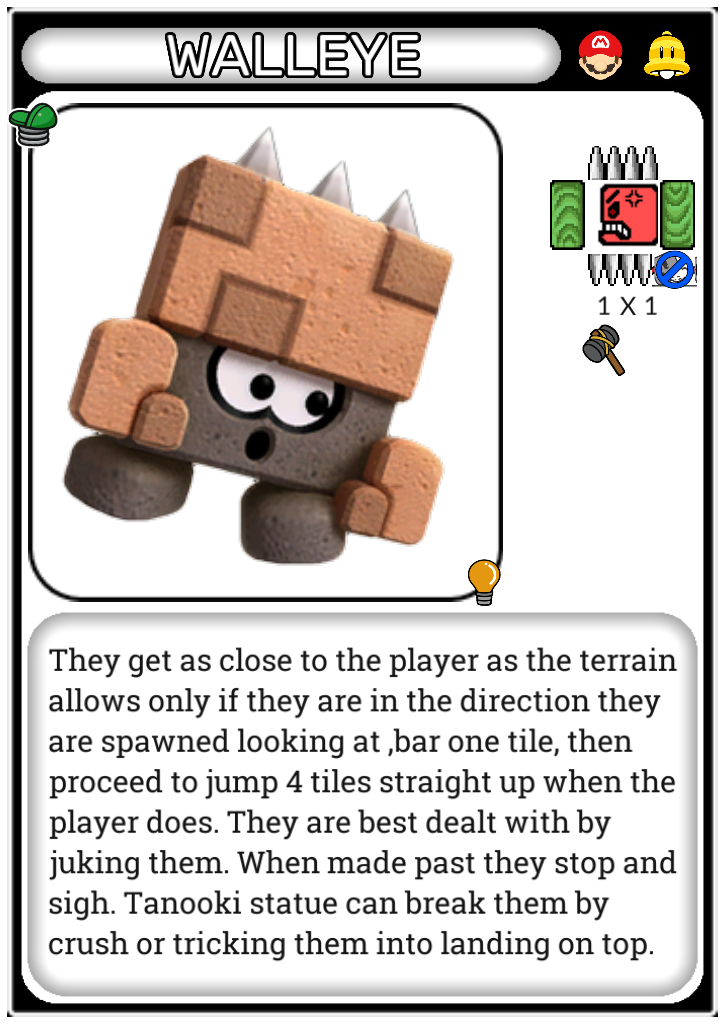 WALLEYE
1 X 1
They get as close to the player as the terrain
allows only if they are in the direction they
are spawned looking at ,bar one tile, then
proceed to jump 4 tiles straight up when the
player does. They are best dealt with by
juking them. When made past they stop and
sigh. Tanooki statue can break them by
crush or tricking them into landing on top.